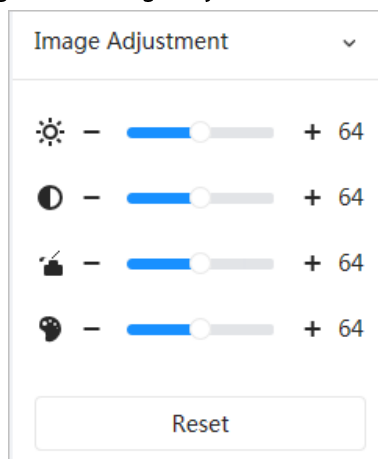 Image Adjustment
− + 64
− + 64
− + 64
− + 64
Reset